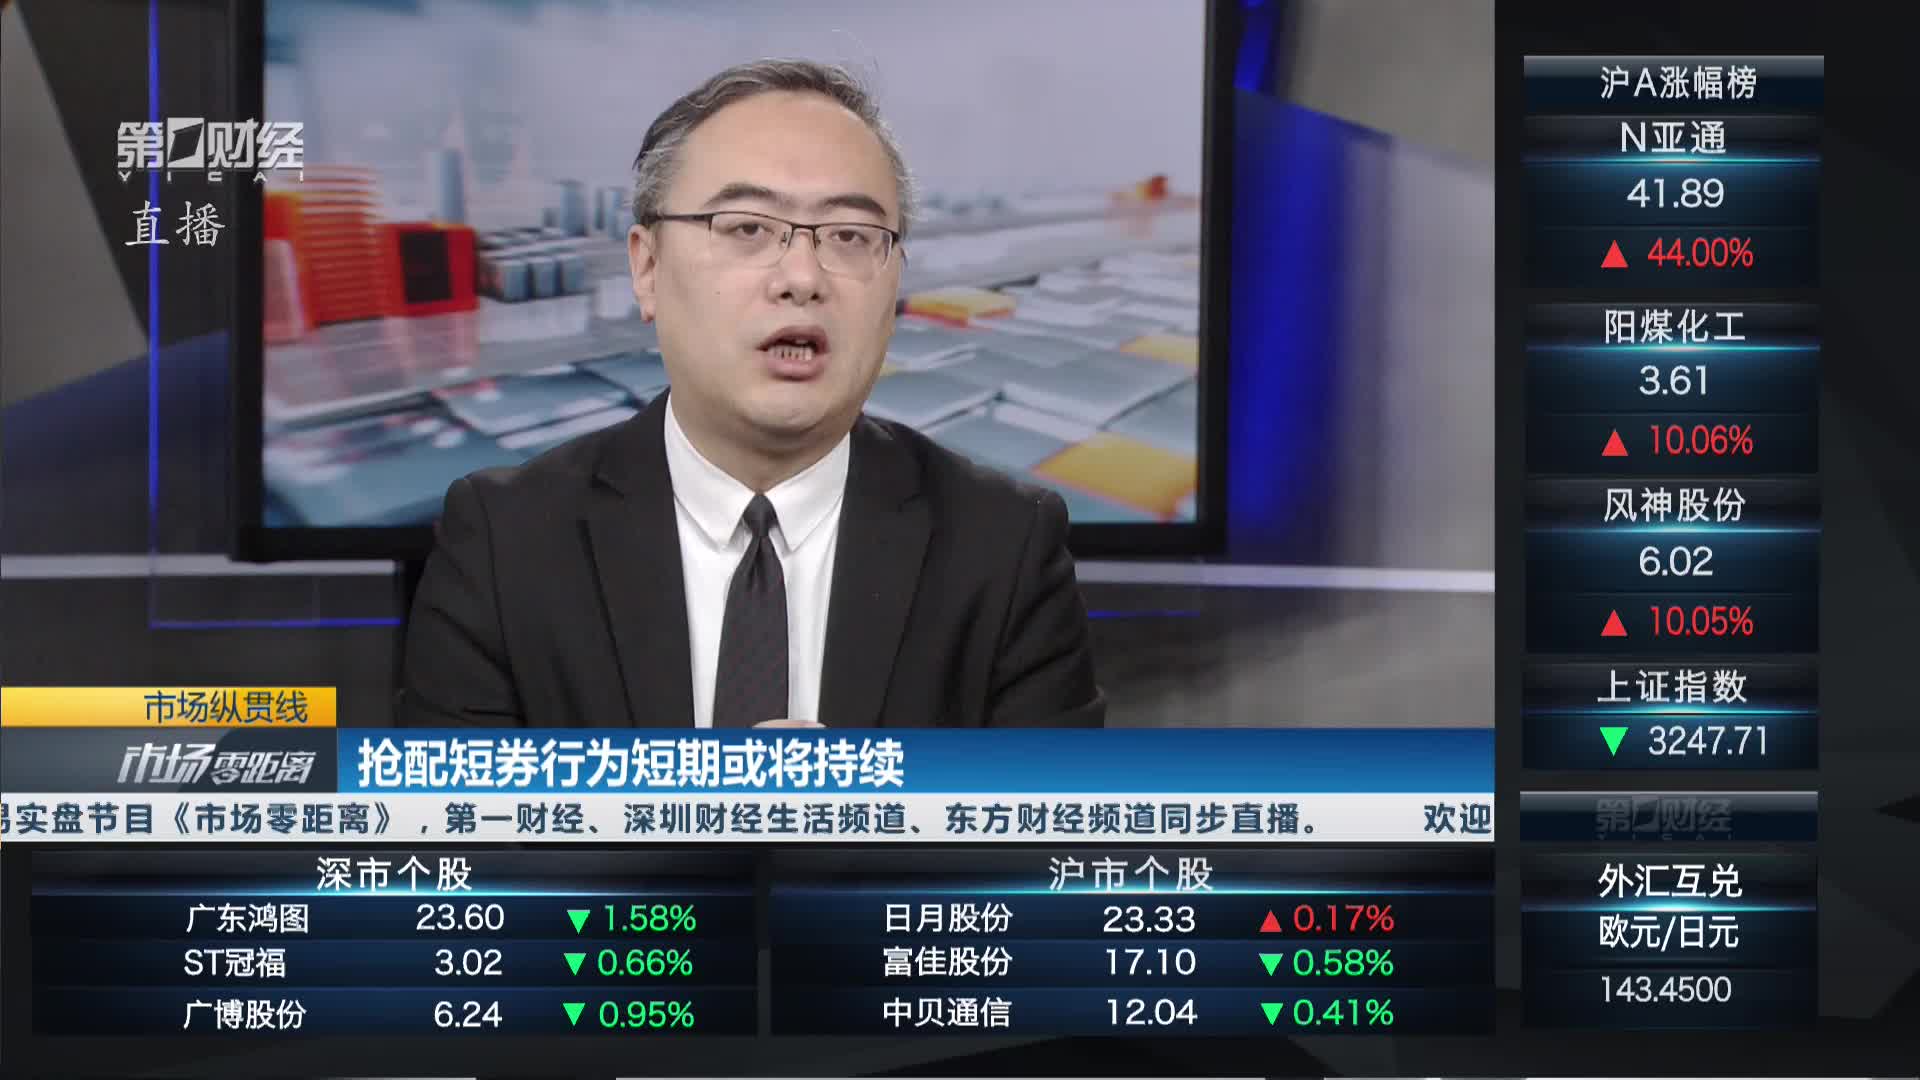 第一财经
YICAI
直播
市场纵贯线
市场零距离
抢配短券行为短期或将持续
易实盘节目《市场零距离》，第一财经、深圳财经生活频道、东方财经频道同步直播。 欢迎
深市个股
广东鸿图 23.60 ▼ 1.58%
ST冠福 3.02 ▼ 0.66%
广博股份 6.24 ▼ 0.95%
沪市个股
日月股份 23.33 ▲ 0.17%
富佳股份 17.10 ▼ 0.58%
中贝通信 12.04 ▼ 0.41%
沪A涨幅榜
N亚通
41.89
▲ 44.00%
阳煤化工
3.61
▲ 10.06%
风神股份
6.02
▲ 10.05%
上证指数
▼ 3247.71
第一财经
YICAI
外汇互兑
欧元/日元
143.4500